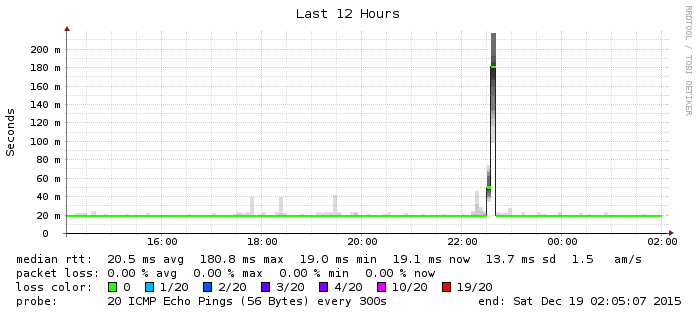 Last 12 Hours
RRDTOOL / TOBI OETIKER
Seconds
200 m
180 m
160 m
140 m
120 m
100 m
80 m
60 m
40 m
20 m
0
16:00 18:00 20:00 22:00 00:00 02:00
median rtt: 20.5 ms avg 180.8 ms max 19.0 ms min 19.1 ms now 13.7 ms sd 1.5 am/s
packet loss: 0.00 % avg 0.00 % max 0.00 % min 0.00 % now
loss color: 0 1/20 2/20 3/20 4/20 10/20 19/20
probe: 20 ICMP Echo Pings (56 Bytes) every 300s end: Sat Dec 19 02:05:07 2015